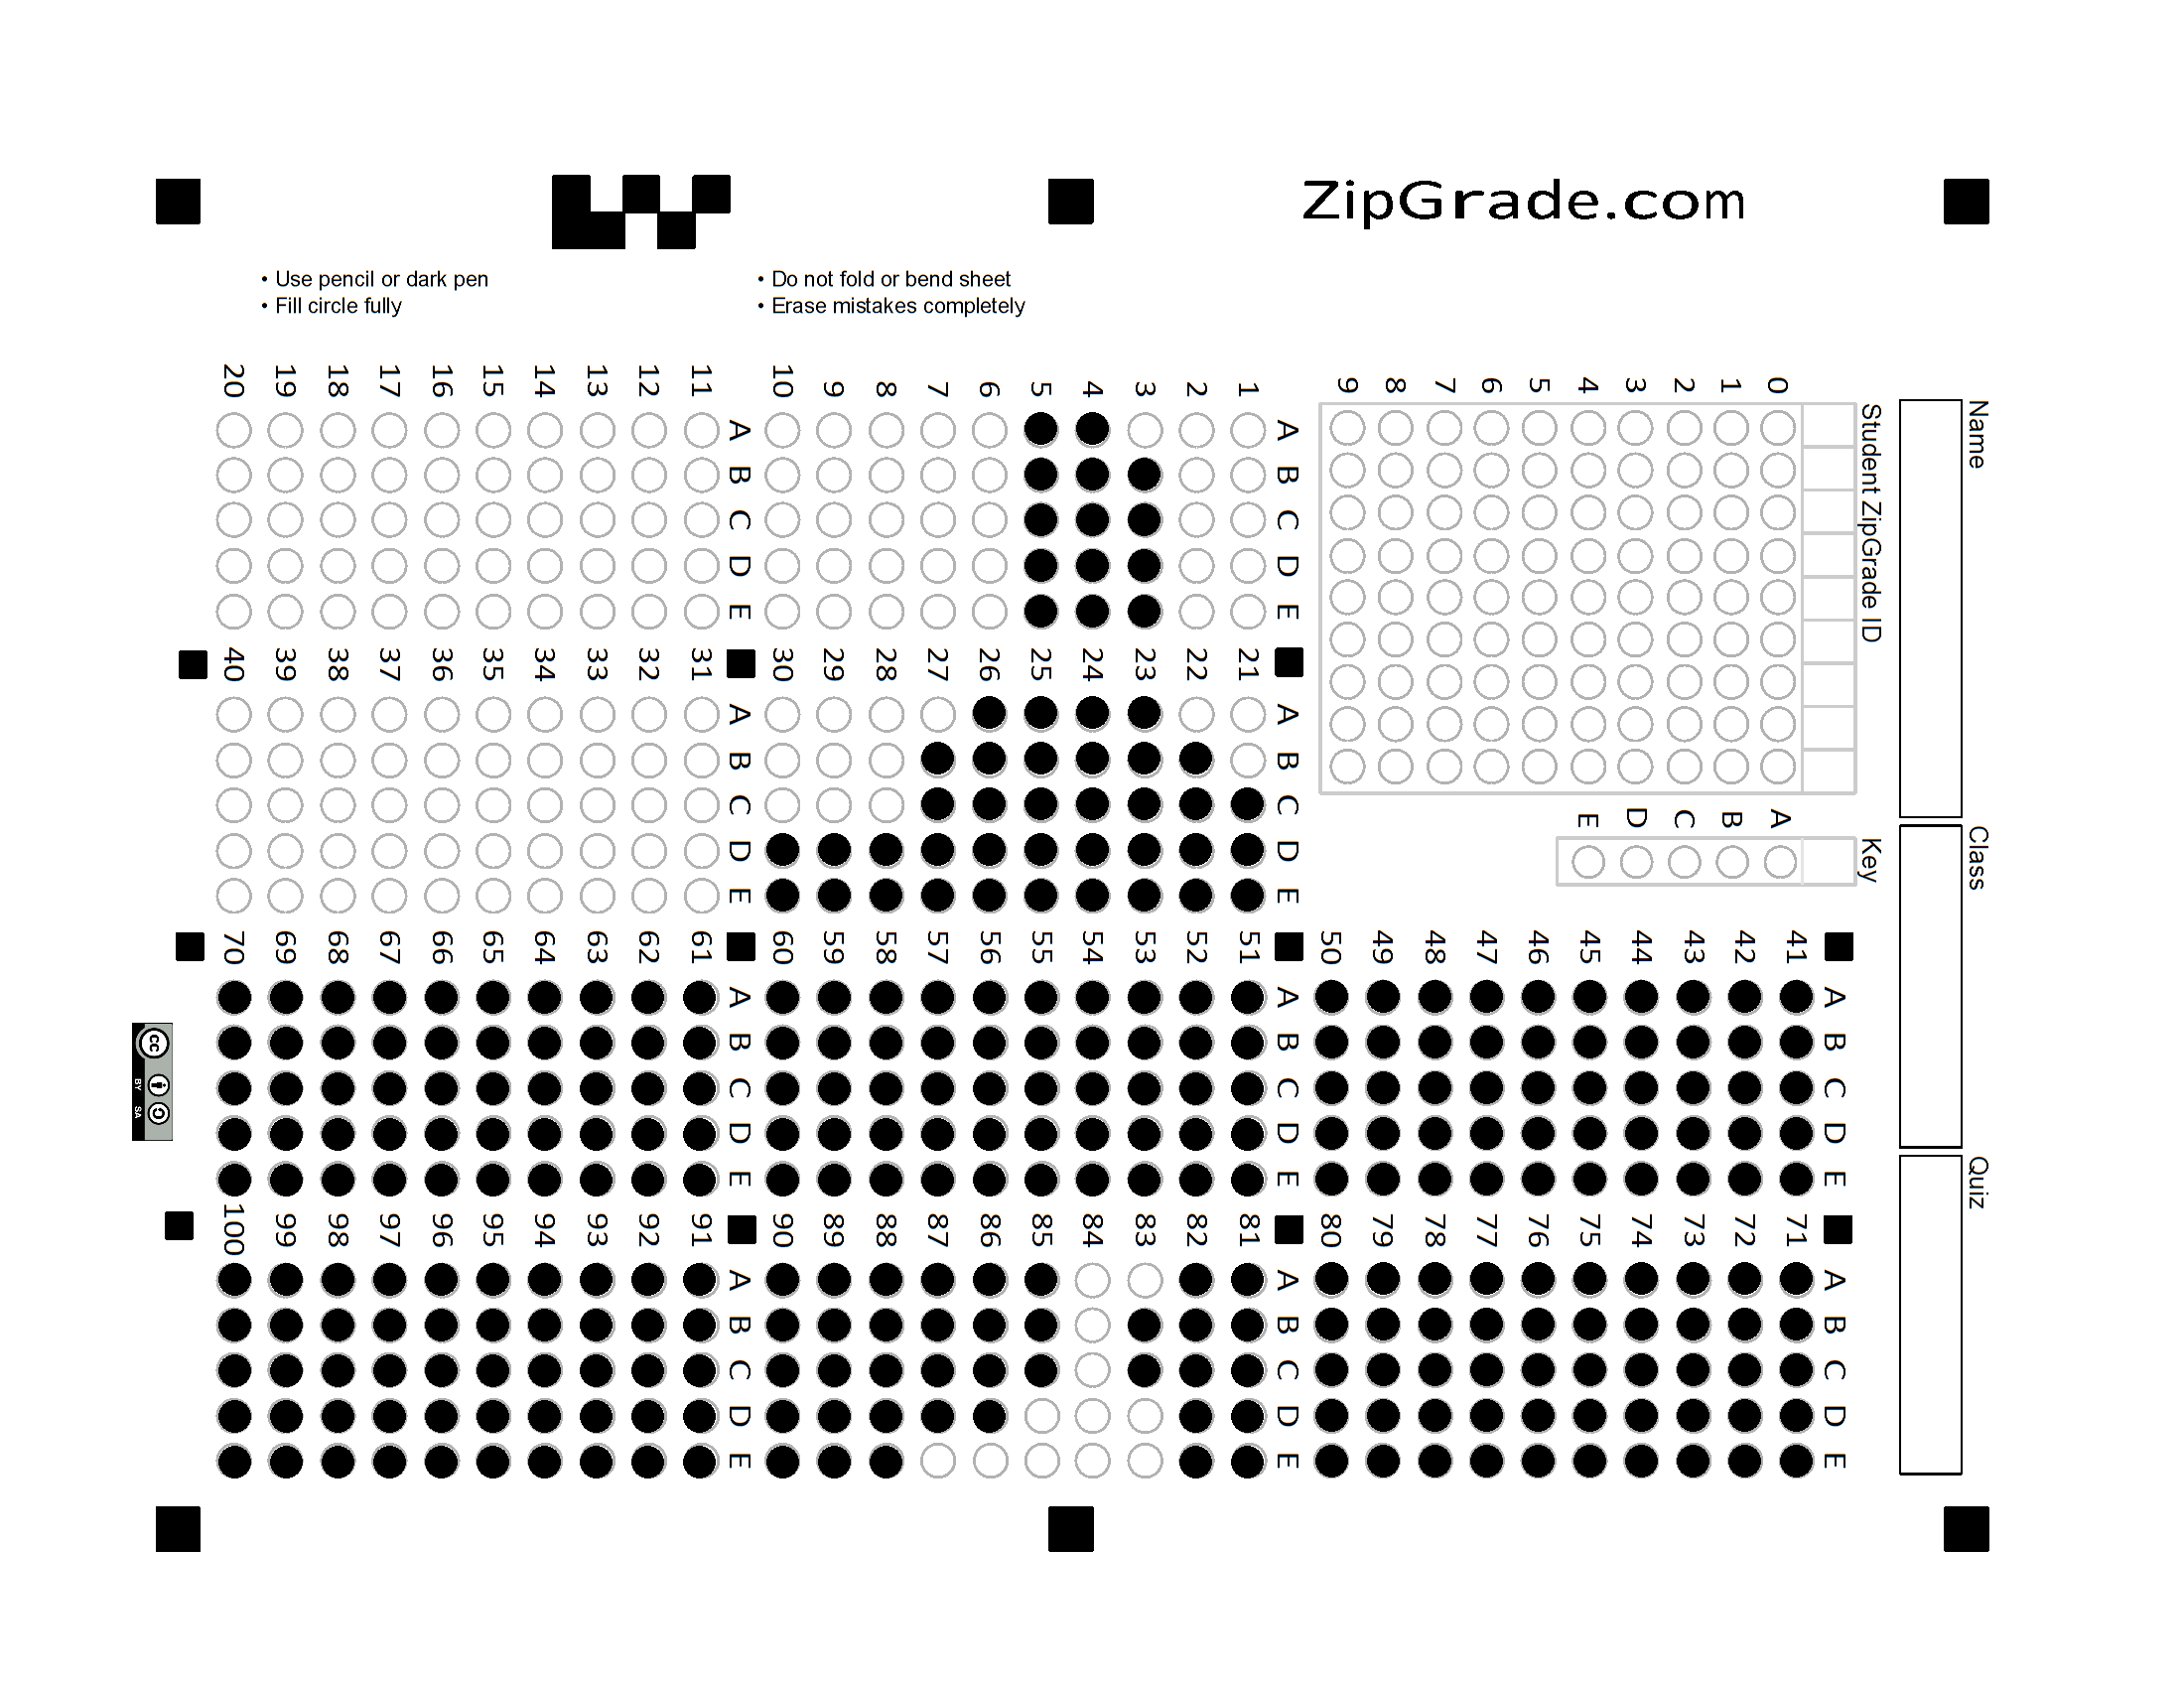 ZipGrade.com
• Use pencil or dark pen
• Fill circle fully
• Do not fold or bend sheet
• Erase mistakes completely
Name
Class
Quiz
Student ZipGrade ID
0 1 2 3 4 5 6 7 8 9
Key
A B C D E
A B C D E
1 2 3 4 5 6 7 8 9 10
A B C D E
11 12 13 14 15 16 17 18 19 20
A B C D E
21 22 23 24 25 26 27 28 29 30
A B C D E
31 32 33 34 35 36 37 38 39 40
A B C D E
41 42 43 44 45 46 47 48 49 50
A B C D E
51 52 53 54 55 56 57 58 59 60
A B C D E
61 62 63 64 65 66 67 68 69 70
A B C D E
71 72 73 74 75 76 77 78 79 80
A B C D E
81 82 83 84 85 86 87 88 89 90
A B C D E
91 92 93 94 95 96 97 98 99 100
cc BY SA